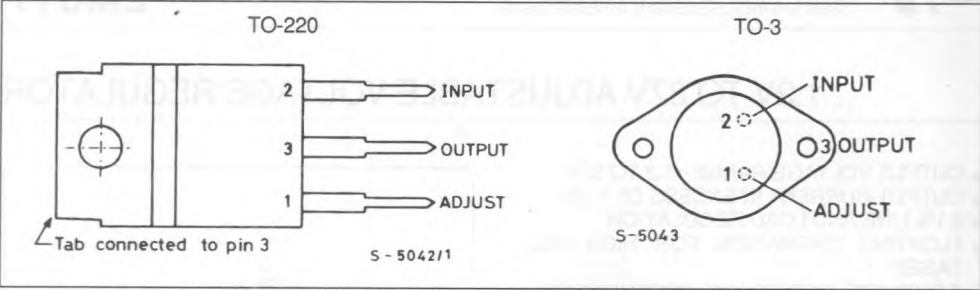 TO-220
TO-3
2 INPUT
3 OUTPUT
1 ADJUST
Tab connected to pin 3
S-5042/1
INPUT
2
3 OUTPUT
1
ADJUST
S-5043